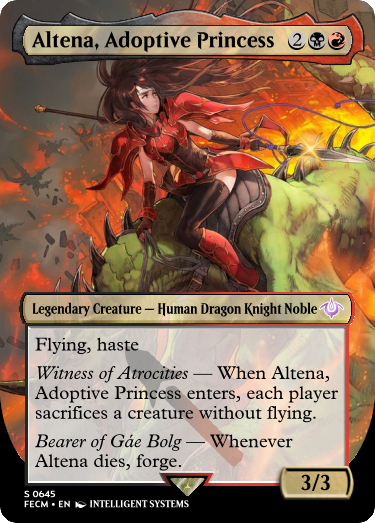 Altena, Adoptive Princess 2
Legendary Creature — Human Dragon Knight Noble
Flying, haste
Witness of Atrocities — When Altena,
Adoptive Princess enters, each player
sacrifices a creature without flying.
Bearer of Gáe Bolg — Whenever
Altena dies, forge.
3/3
S 0645
FECM • EN INTELLIGENT SYSTEMS